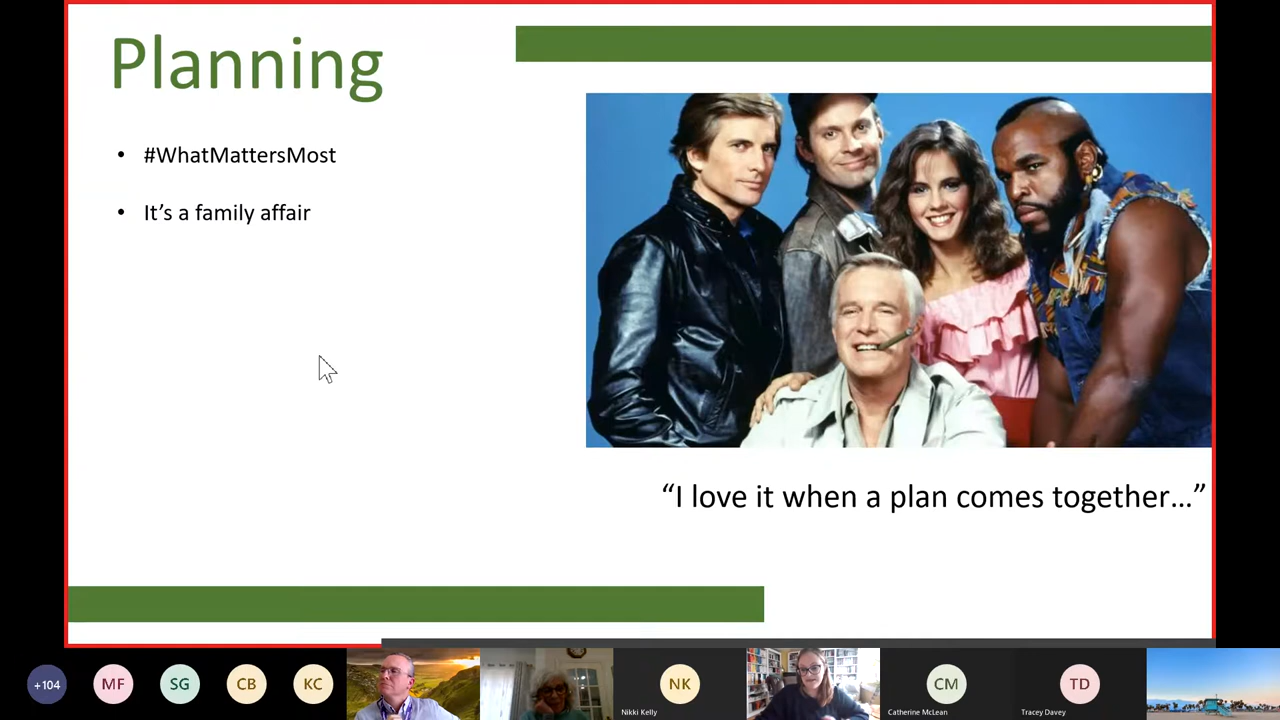 Planning
• #WhatMattersMost
• It’s a family affair
“I love it when a plan comes together…”
+104
MF
SG
CB
KC
NK
Nikki Kelly
CM
Catherine McLean
TD
Tracey Davey